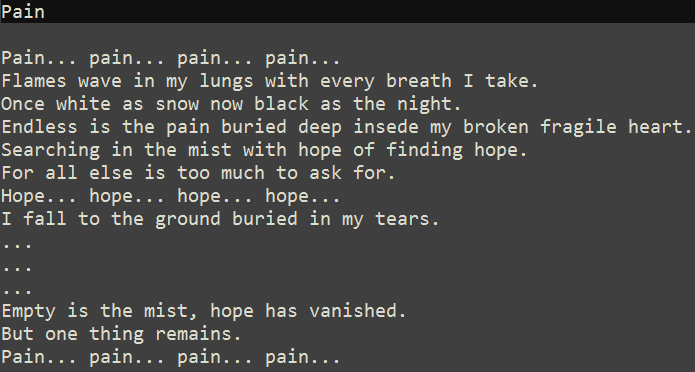 Pain
Pain... pain... pain... pain...
Flames wave in my lungs with every breath I take.
Once white as snow now black as the night.
Endless is the pain buried deep insede my broken fragile heart.
Searching in the mist with hope of finding hope.
For all else is too much to ask for.
Hope... hope... hope... hope...
I fall to the ground buried in my tears.
...
...
...
Empty is the mist, hope has vanished.
But one thing remains.
Pain... pain... pain... pain...